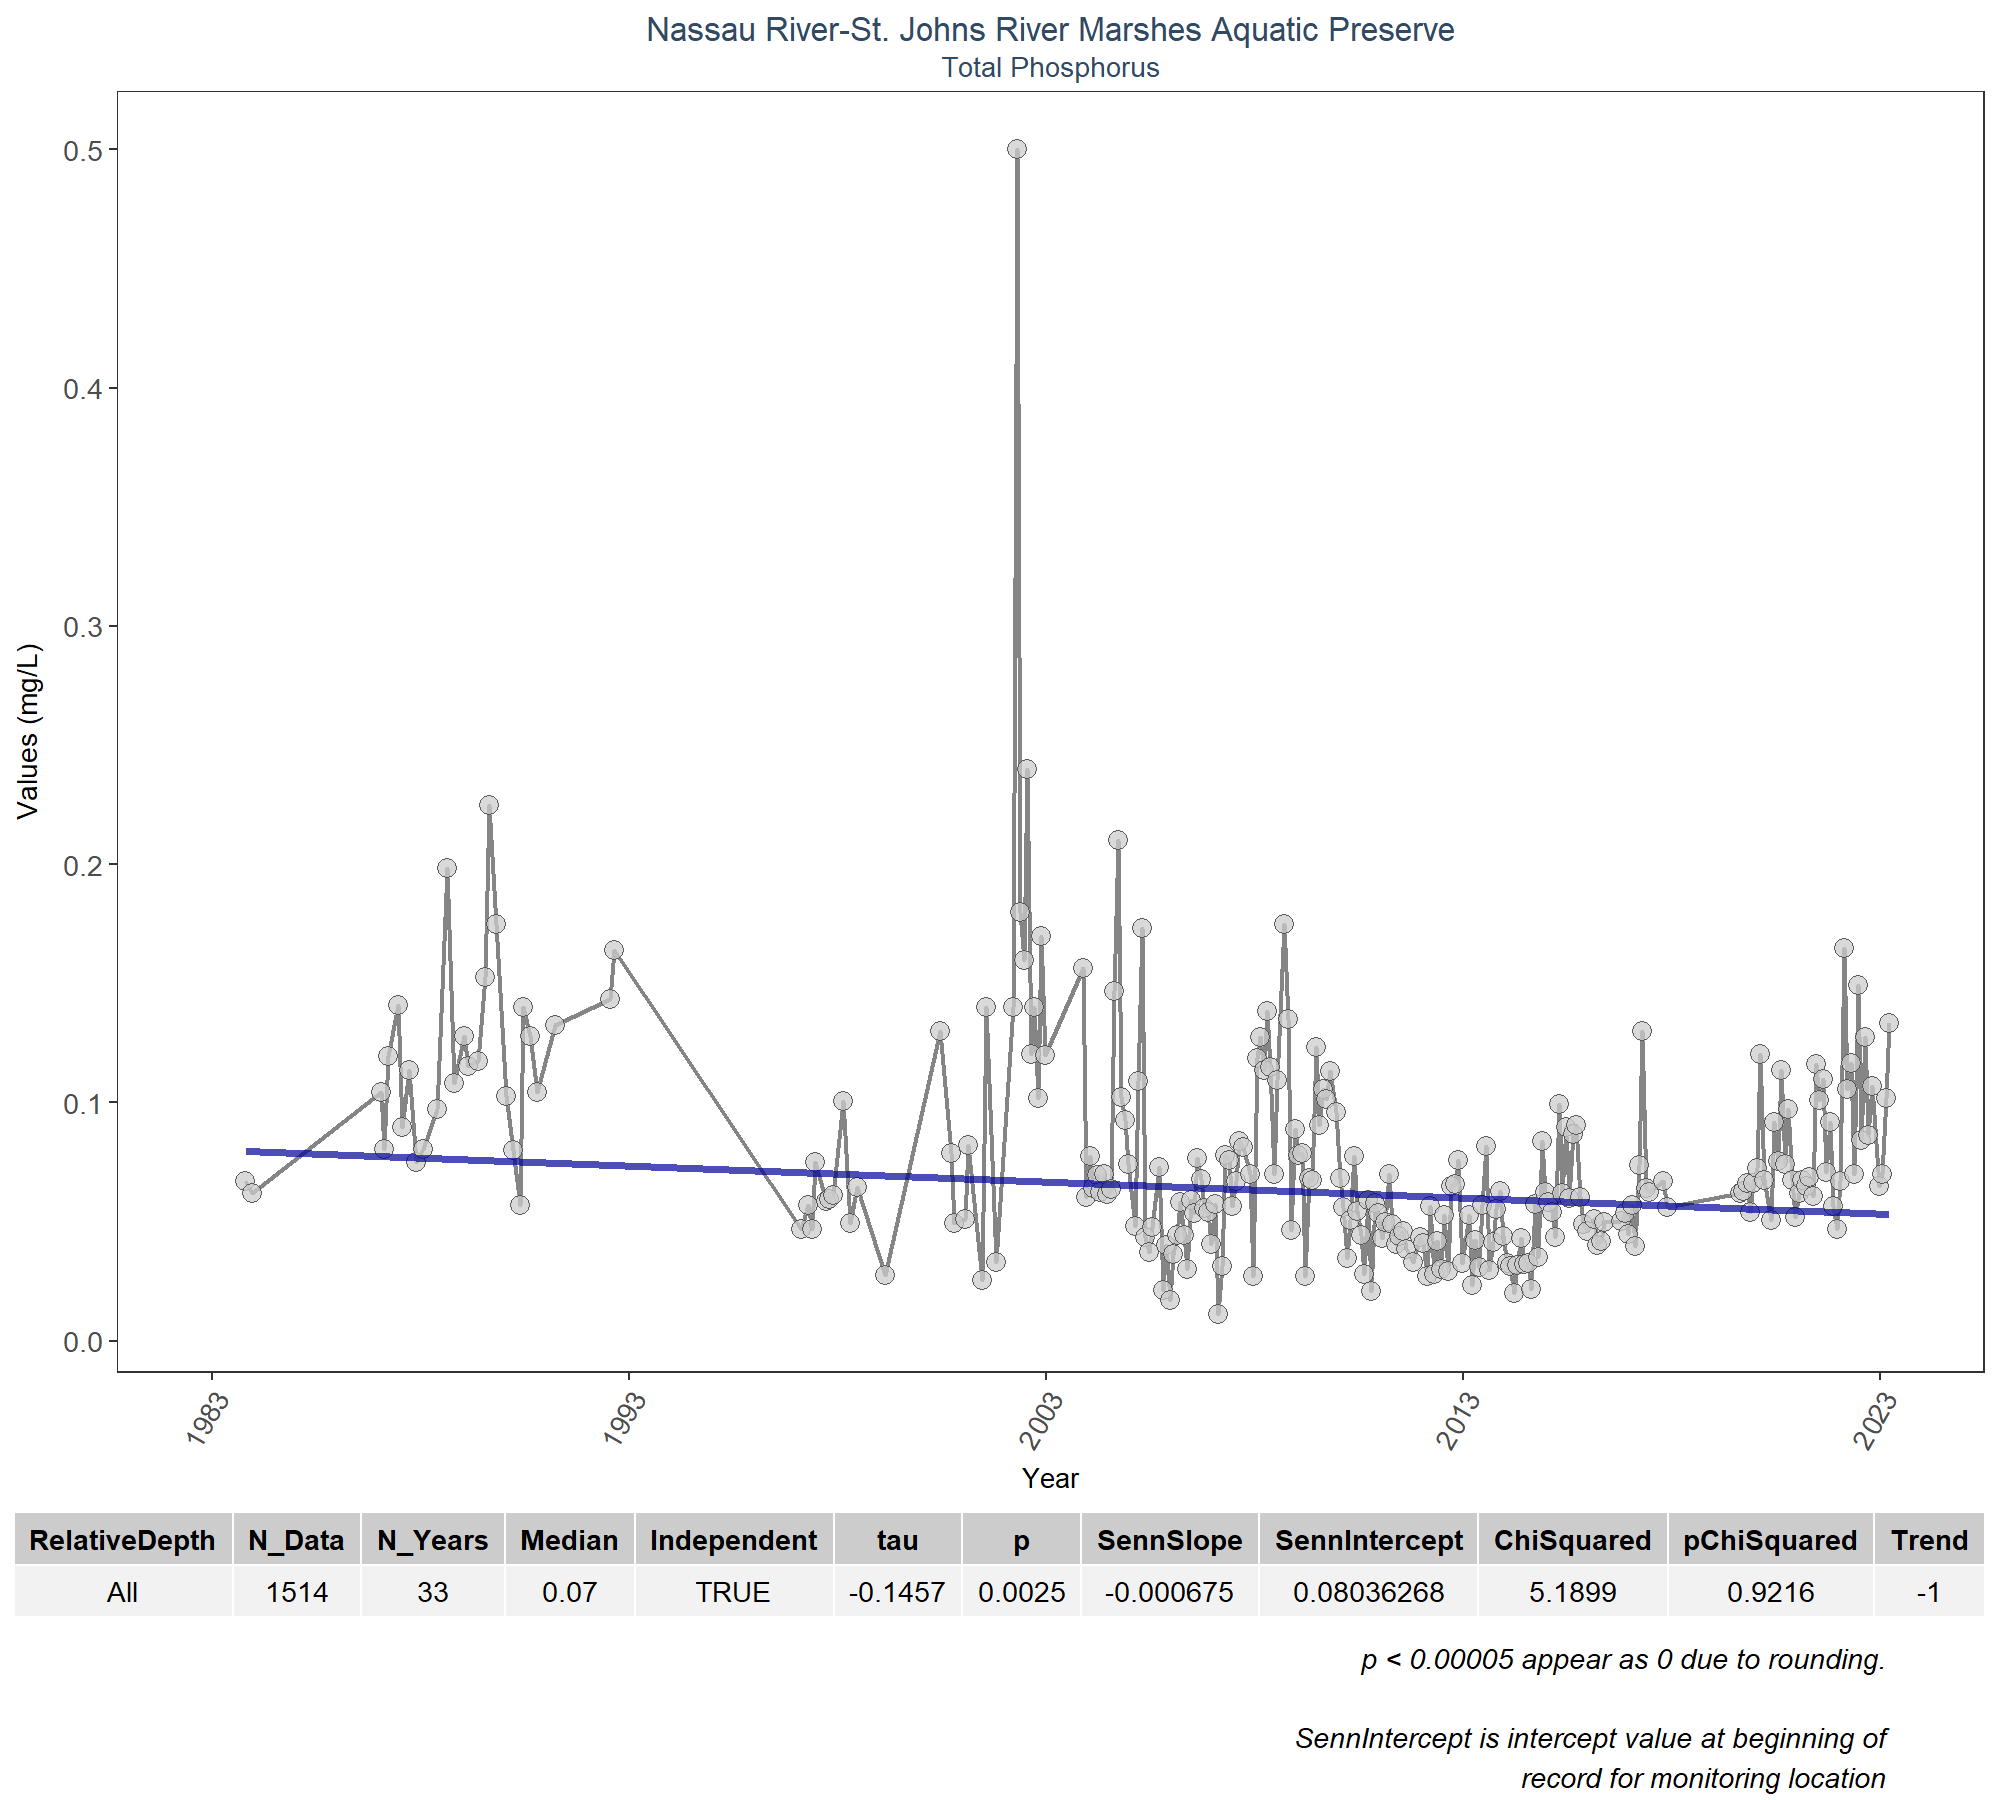 Nassau River-St. Johns River Marshes Aquatic Preserve
Total Phosphorus
Values (mg/L)
0.5
0.4
0.3
0.2
0.1
0.0
1983 1993 2003 2013 2023
Year
RelativeDepth N_Data N_Years Median Independent tau p SennSlope SennIntercept ChiSquared pChiSquared Trend
All 1514 33 0.07 TRUE -0.1457 0.0025 -0.000675 0.08036268 5.1899 0.9216 -1
p < 0.00005 appear as 0 due to rounding.
SennIntercept is intercept value at beginning of
record for monitoring location